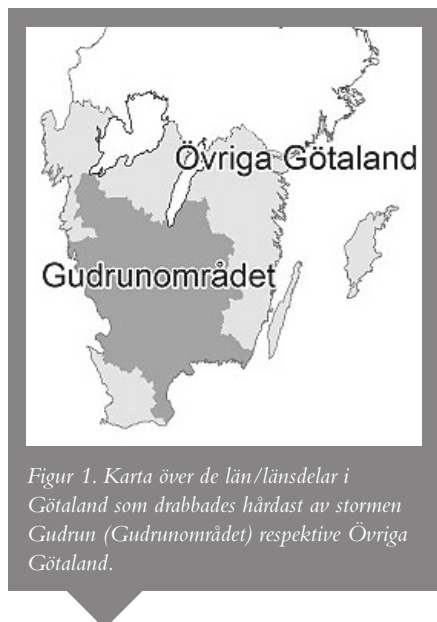 Övriga Götaland
Gudrunområdet
Figur 1. Karta över de län/länsdelar i
Götaland som drabbades hårdast av stormen
Gudrun (Gudrunområdet) respektive Övriga
Götaland.